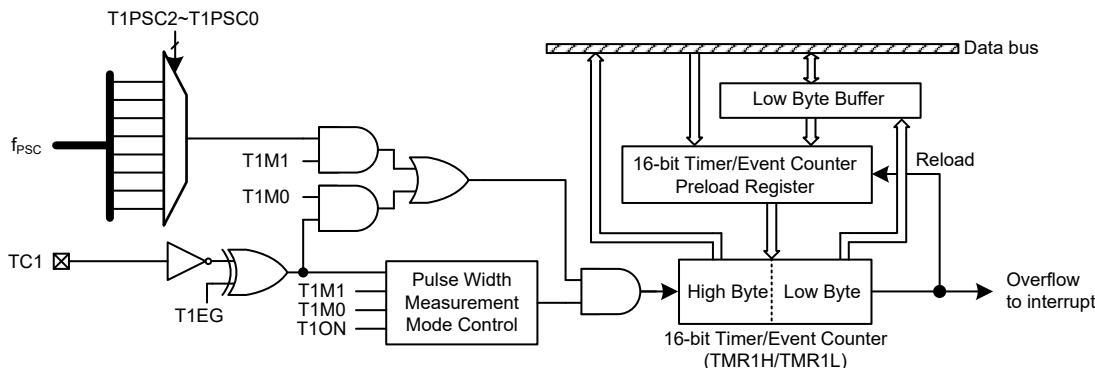 T1PSC2~T1PSC0
Data bus
Low Byte Buffer
fPSC
T1M1
16-bit Timer/Event Counter
Preload Register
Reload
T1M0
TC1
T1EG
T1M1
T1M0
T1ON
Pulse Width
Measurement
Mode Control
High Byte
Low Byte
Overflow
to interrupt
16-bit Timer/Event Counter
(TMR1H/TMR1L)